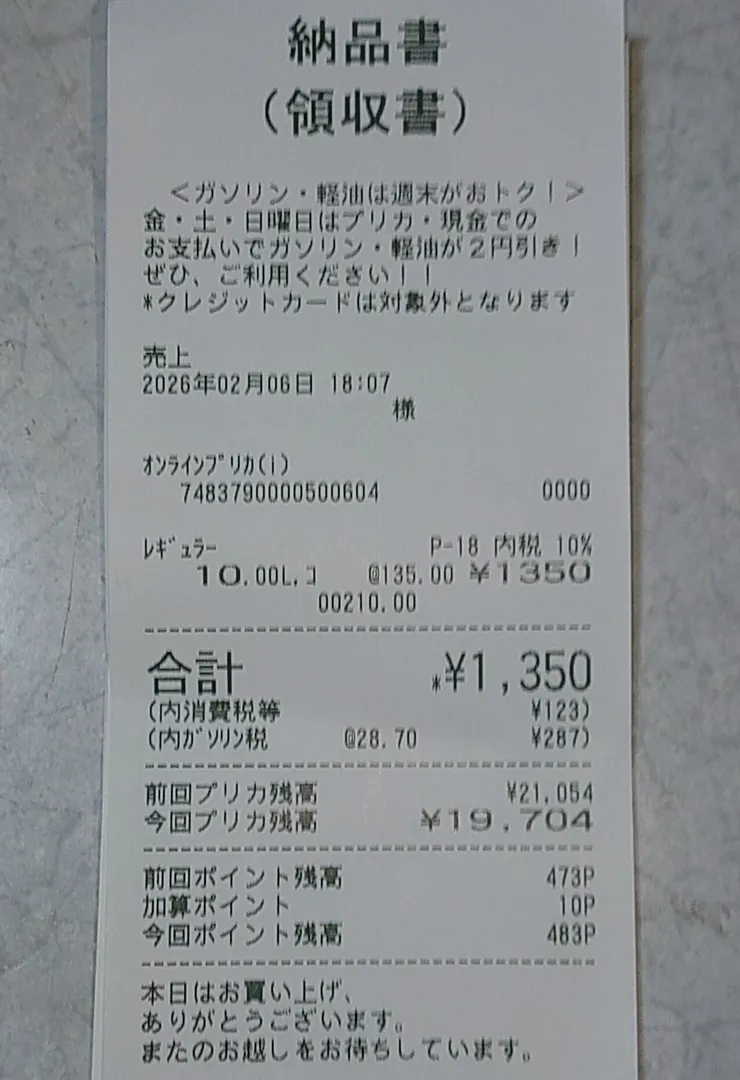 納品書
(領収書)
<ガソリン・軽油は週末がおトク!>
金・土・日曜日はプリカ・現金での
お支払いでガソリン・軽油が2円引き!
ぜひ、ご利用ください!!
*クレジットカードは対象外となります
売上
2026年02月06日 18:07
様
オンラインプリカ(I)
7483790000500604 0000
レギュラー P-18 内税 10%
10.00L,コ @135.00 ¥1350
00210.00
合計 *¥1,350
(内消費税等 ¥123)
(内ガソリン税 @28.70 ¥287)
前回プリカ残高 ¥21,054
今回プリカ残高 ¥19,704
前回ポイント残高 473P
加算ポイント 10P
今回ポイント残高 483P
本日はお買い上げ、
ありがとうございます。
またのお越しをお待ちしています。